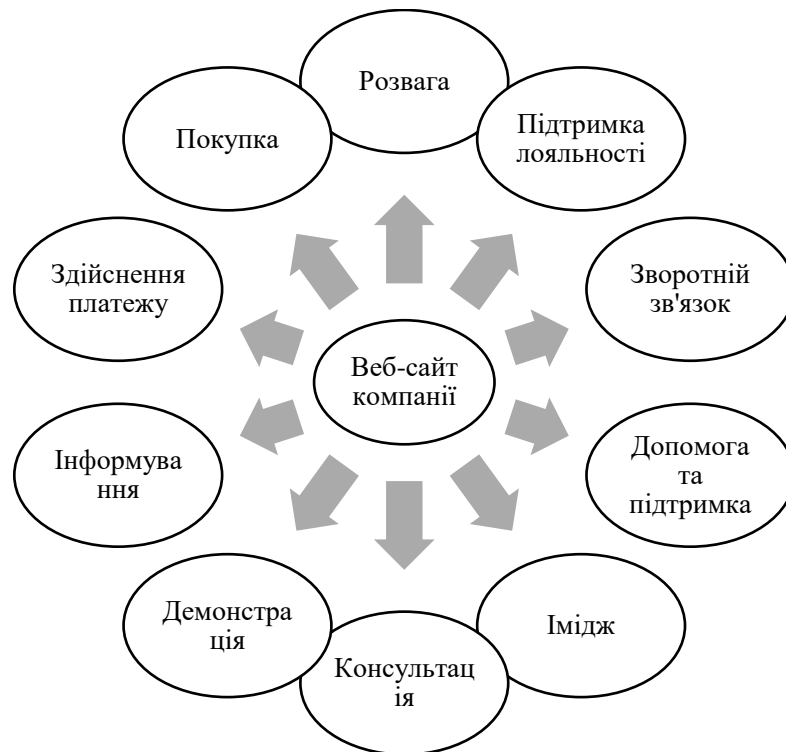 Розвага
Підтримка
лояльності
Зворотній
зв'язок
Допомога
та
підтримка
Імідж
Консультац
ія
Демонстра
ція
Інформува
ння
Здійснення
платежу
Покупка
Веб-сайт
компанії